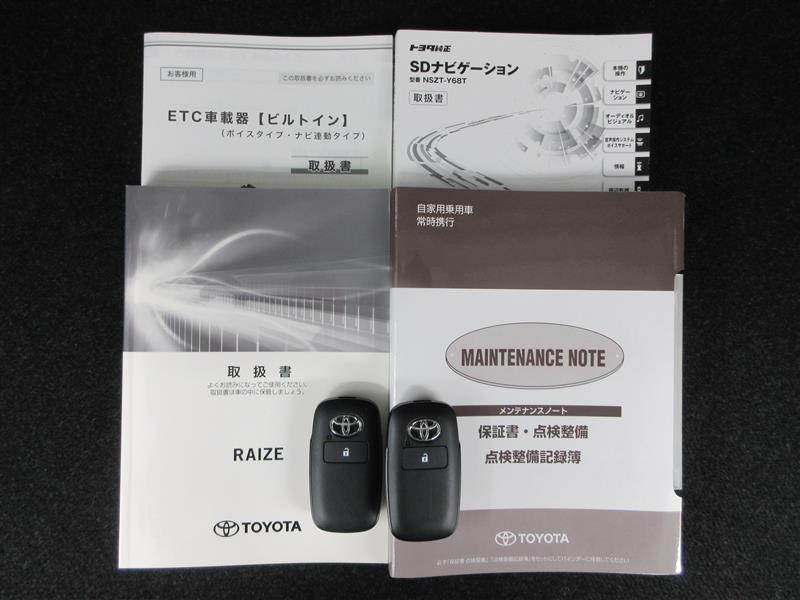 お客様用
この取扱書を必ずお読みください
ETC車載器【ビルトイン】
(ボイスタイプ・ナビ連動タイプ)
取扱書
トヨタ純正
SDナビゲーション
型番 NSZT-Y68T
取扱書
本機の
操作
ナビゲー
ション
オーディオ&
ビジュアル
音声操作システム
ボイスサポート
情報
取扱書
よくお読みになってご使用ください。
取扱書は車の中に保管しましょう。
RAIZE
TOYOTA
自家用乗用車
常時携行
MAINTENANCE NOTE
メンテナンスノート
保証書・点検整備
点検整備記録簿
TOYOTA